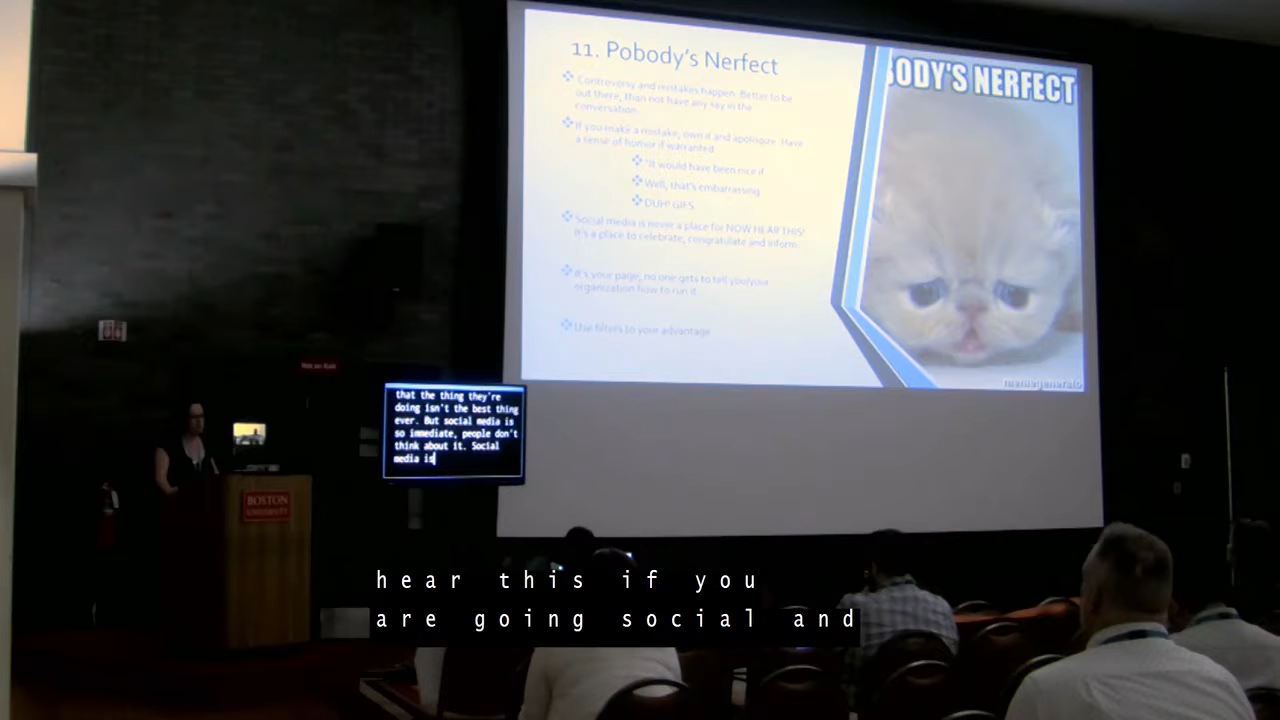 11. Pobody's Nerfect
Controversy and mistakes happen. Better to be
out there, than not have any say in the
conversation.
If you make a mistake, own it and apologize. Have
a sense of humor if warranted
"It would have been nice if
Well, that's embarrassing
DUH! GIFS
Social media is never a place for NOW HEAR THIS!
It's a place to celebrate, congratulate and inform.
It's your page, no one gets to tell you/your
organization how to run it.
Use filters to your advantage
BODY'S NERFECT
memegenerato
that the thing they're
doing isn't the best thing
ever. But social media is
so immediate, people don't
think about it. Social
media is
BOSTON
UNIVERSITY
hear this if you
are going social and